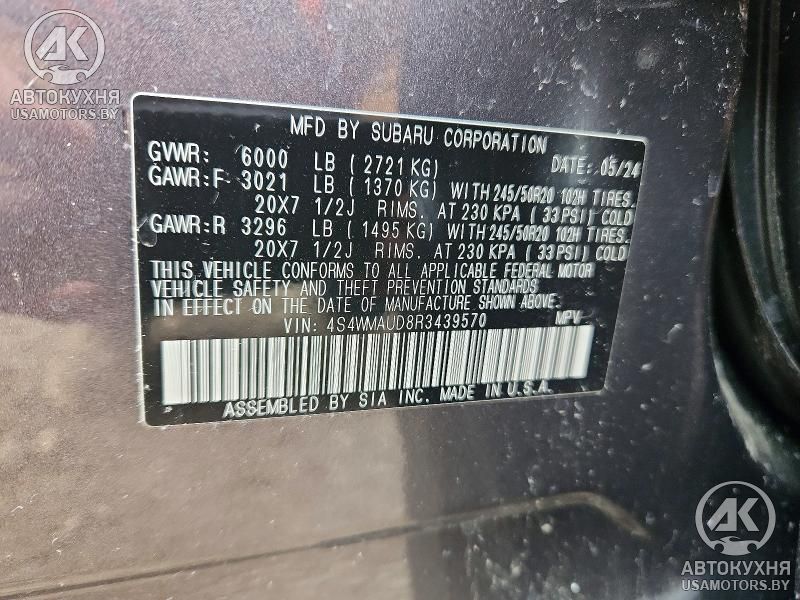 АК
АВТОКУХНЯ
USAMOTORS.BY
MFD BY SUBARU CORPORATION
GVWR: 6000 LB ( 2721 KG) DATE: 05/24
GAWR:F 3021 LB ( 1370 KG) WITH 245/50R20 102H TIRES.
20X7 1/2J RIMS. AT 230 KPA ( 33 PSI) COLD
GAWR:R 3296 LB ( 1495 KG) WITH 245/50R20 102H TIRES.
20X7 1/2J RIMS. AT 230 KPA ( 33 PSI) COLD
THIS VEHICLE CONFORMS TO ALL APPLICABLE FEDERAL MOTOR
VEHICLE SAFETY AND THEFT PREVENTION STANDARDS
IN EFFECT ON THE DATE OF MANUFACTURE SHOWN ABOVE.
VIN: 4S4WMAUD8R3439570 MPV
ASSEMBLED BY SIA INC. MADE IN U.S.A.
АК
АВТОКУХНЯ
USAMOTORS.BY